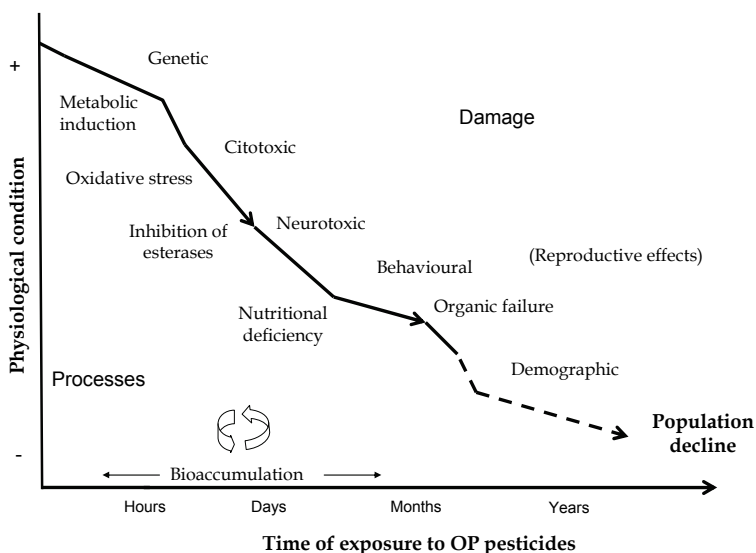 +
Genetic
Metabolic
induction
Damage
Citotoxic
Oxidative stress
Neurotoxic
Inhibition of
esterases
Behavioural
(Reproductive effects)
Nutritional
deficiency
Organic failure
Processes
Demographic
Population
decline
-
Bioaccumulation
Physiological condition
Hours
Days
Months
Years
Time of exposure to OP pesticides